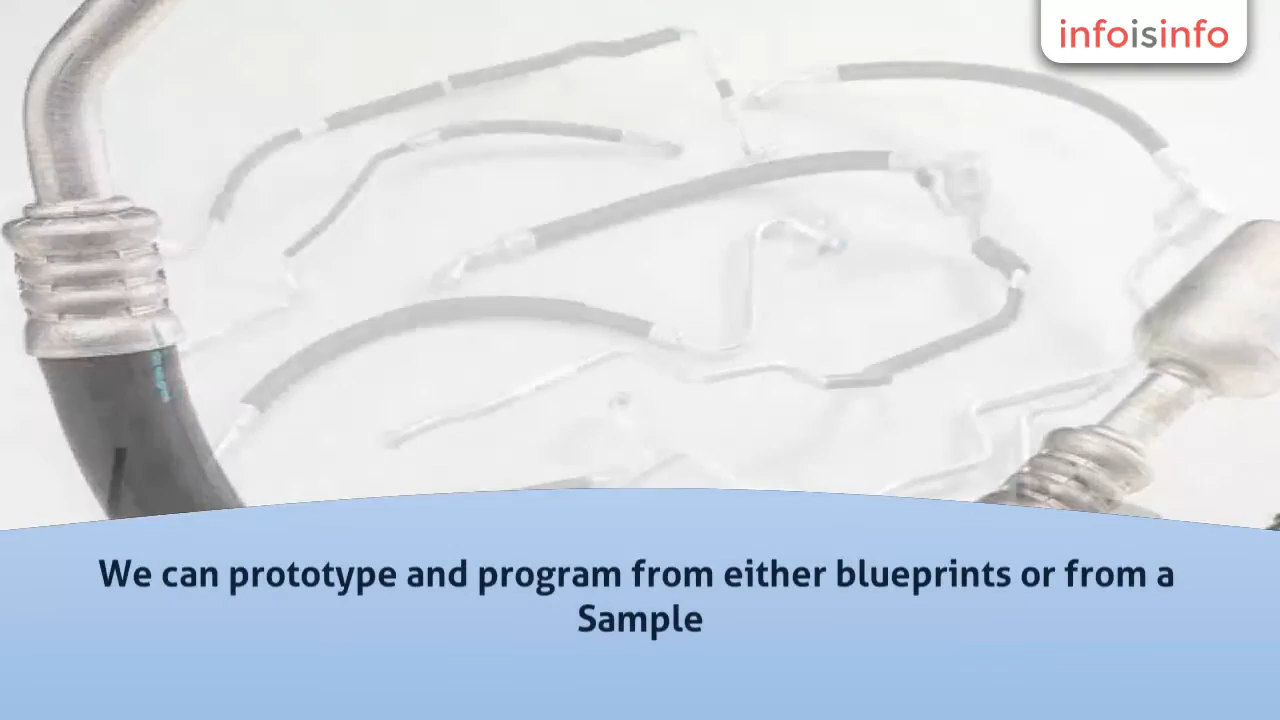 infoisinfo
We can prototype and program from either blueprints or from a
Sample